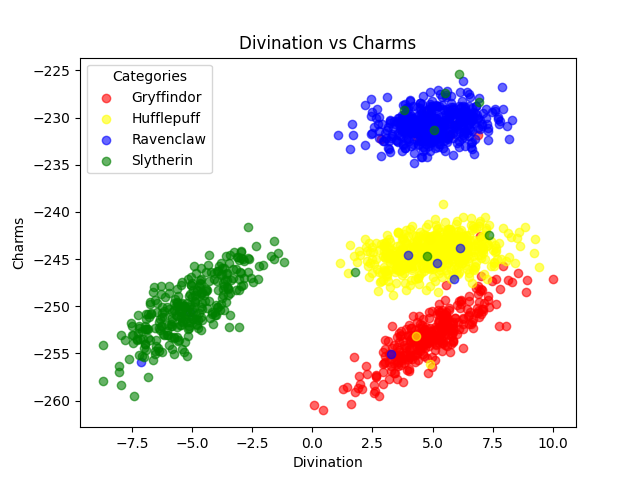 Divination vs Charms
Categories
Gryffindor
Hufflepuff
Ravenclaw
Slytherin
−225
−230
−235
−240
−245
−250
−255
−260
Charms
−7.5
−5.0
−2.5
0.0
2.5
5.0
7.5
10.0
Divination